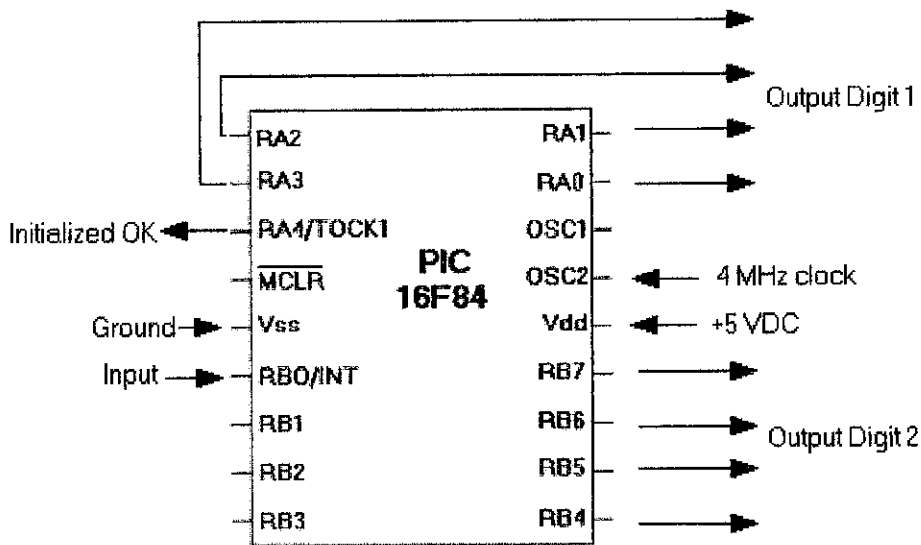 Output Digit 1
RA2
RA1
RA3
RA0
Initialized OK
RA4/TOCK1
OSC1
PIC
16F84
MCLR
OSC2
4 MHz clock
Ground
Vss
Vdd
+5 VDC
Input
RB0/INT
RB7
RB1
RB6
Output Digit 2
RB2
RB5
RB3
RB4